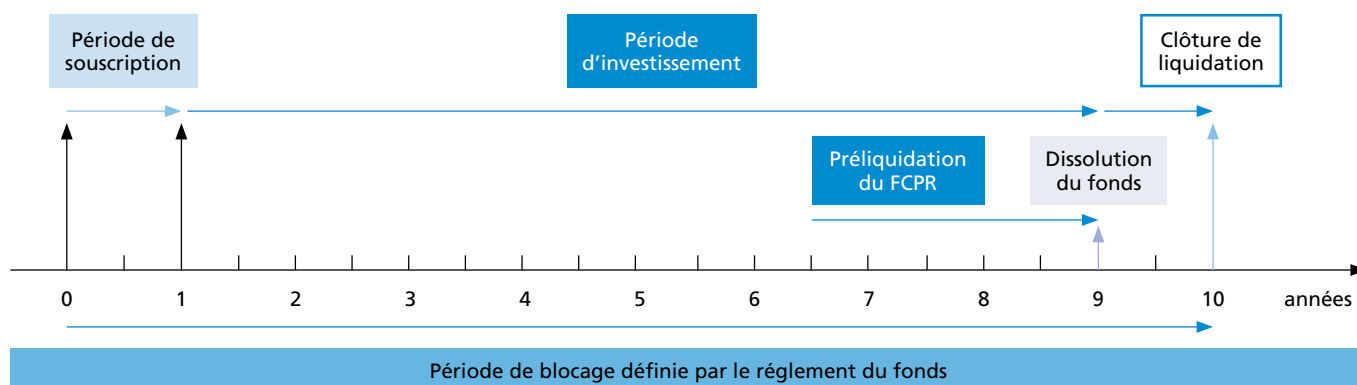 Période de
souscription
Période
d'investissement
Clôture de
liquidation
Préliquidation
du FCPR
Dissolution
du fonds
0 1 2 3 4 5 6 7 8 9 10 années
Période de blocage définie par le réglement du fonds